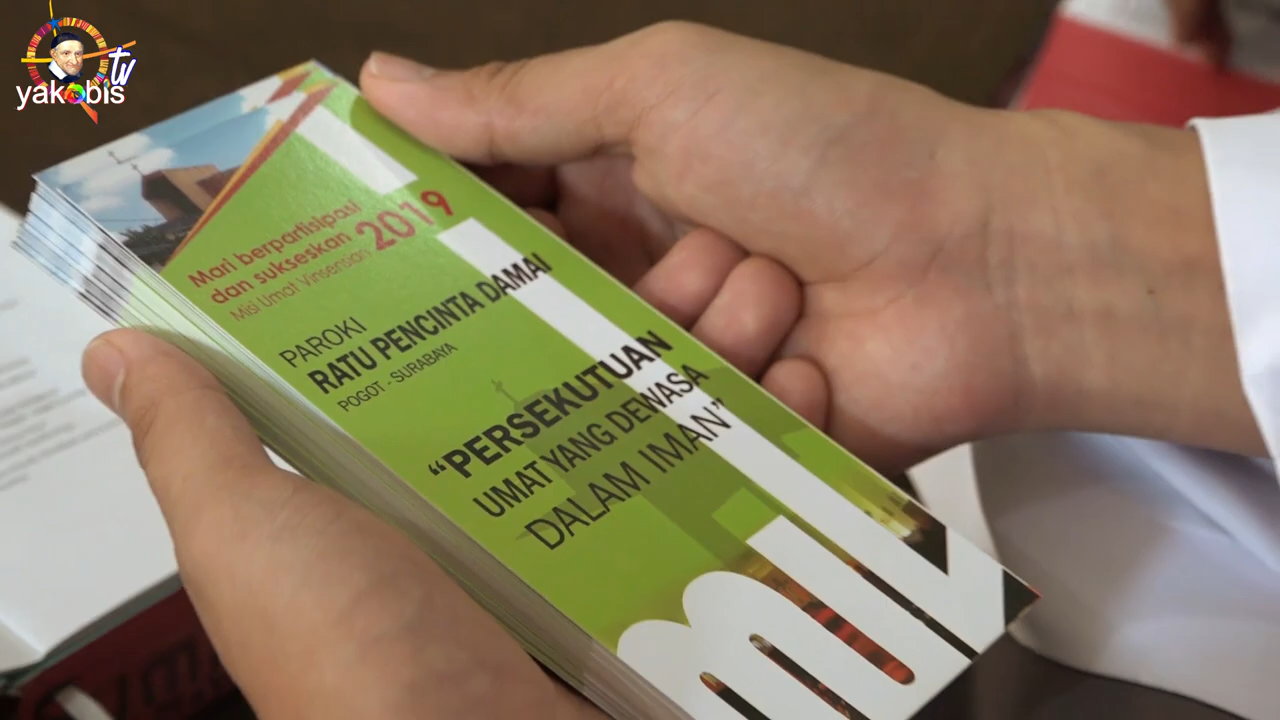 tv
yakobis
Mari berpartisipasi
dan sukseskan 2019
Misi Umat Vinsensian
PAROKI
RATU PENCINTA DAMAI
POGOT - SURABAYA
“PERSEKUTUAN
UMAT YANG DEWASA
DALAM IMAN”